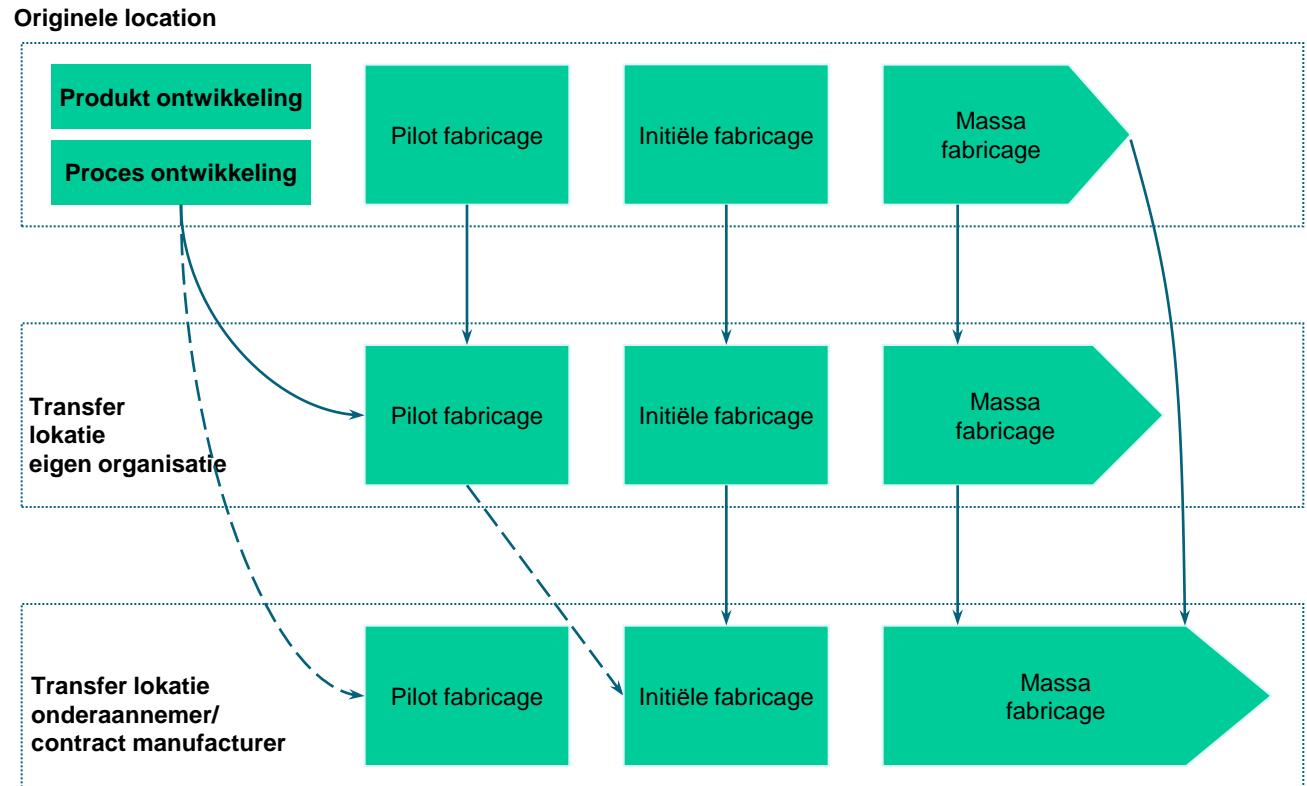 Originele location
Produkt ontwikkeling
Proces ontwikkeling
Pilot fabricage
Initiële fabricage
Massa
fabricage
Transfer
lokatie
eigen organisatie
Pilot fabricage
Initiële fabricage
Massa
fabricage
Transfer lokatie
onderaannemer/
contract manufacturer
Pilot fabricage
Initiële fabricage
Massa
fabricage